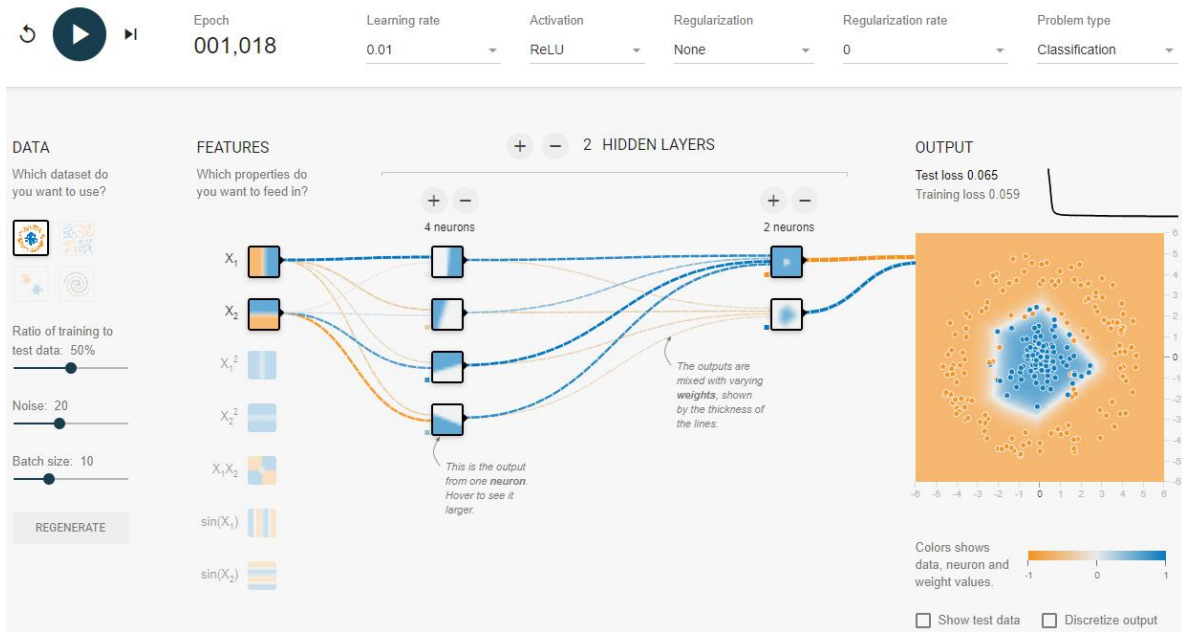 Epoch
001,018
Learning rate
0.01
Activation
ReLU
Regularization
None
Regularization rate
0
Problem type
Classification
DATA
Which dataset do
you want to use?
Ratio of training to
test data: 50%
Noise: 20
Batch size: 10
REGENERATE
FEATURES
Which properties do
you want to feed in?
X₁
X₂
X₁²
X₂²
X₁X₂
sin(X₁)
sin(X₂)
+ − 2 HIDDEN LAYERS
+ −
4 neurons
+ −
2 neurons
The outputs are
mixed with varying
weights, shown
by the thickness of
the lines.
This is the output
from one neuron.
Hover to see it
larger.
OUTPUT
Test loss 0.065
Training loss 0.059
6
5
4
3
2
1
0
-1
-2
-3
-4
-5
-6
-6 -5 -4 -3 -2 -1 0 1 2 3 4 5 6
Colors shows
data, neuron and
weight values.
-1 0 1
Show test data
Discretize output